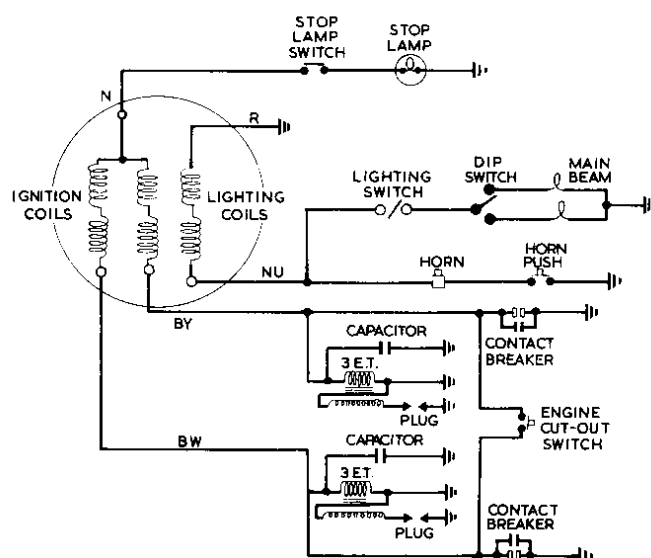 STOP
LAMP
SWITCH
STOP
LAMP
N
R
IGNITION
COILS
LIGHTING
COILS
LIGHTING
SWITCH
DIP
SWITCH
MAIN
BEAM
NU
HORN
HORN
PUSH
BY
CAPACITOR
3 E.T.
PLUG
CONTACT
BREAKER
ENGINE
CUT-OUT
SWITCH
BW
CAPACITOR
3 E.T.
PLUG
CONTACT
BREAKER